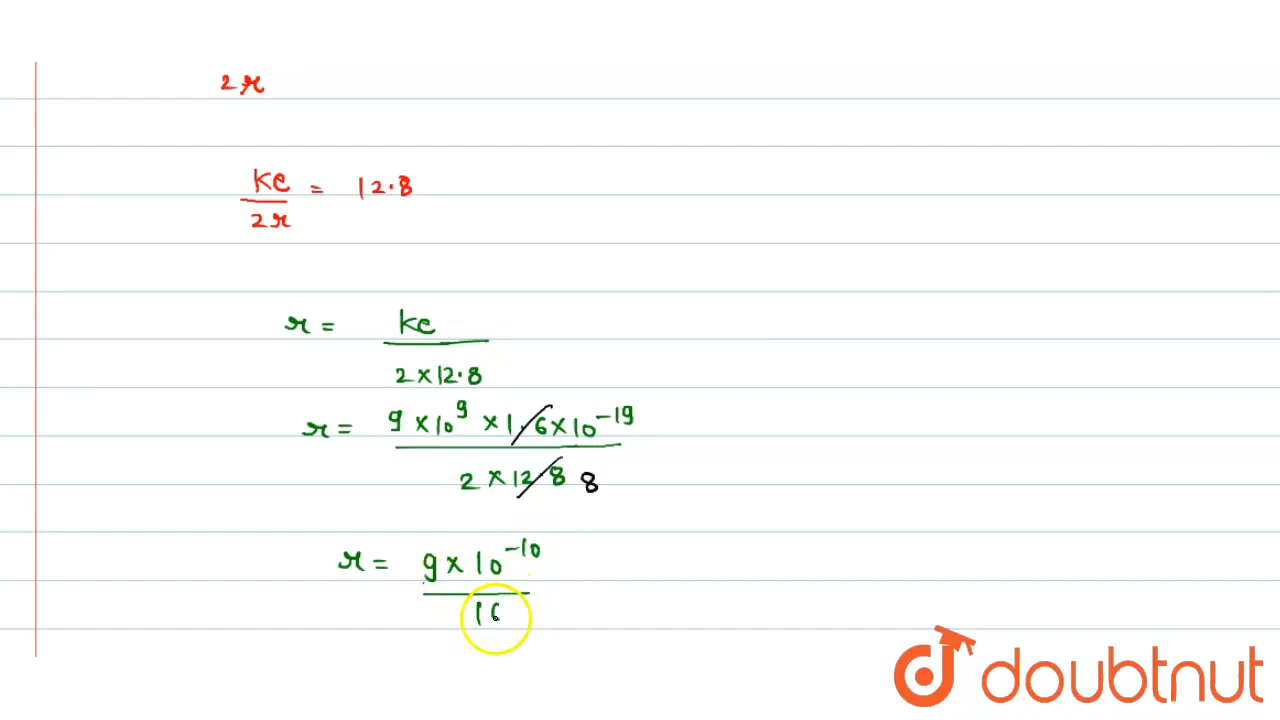 2r
Ke
= 12.8
2r
r = Ke
2 × 12.8
r = 9 × 10^9 × 1.6 × 10^-19
2 × 12.8 8
r = 9 × 10^-10
16
doubtnut